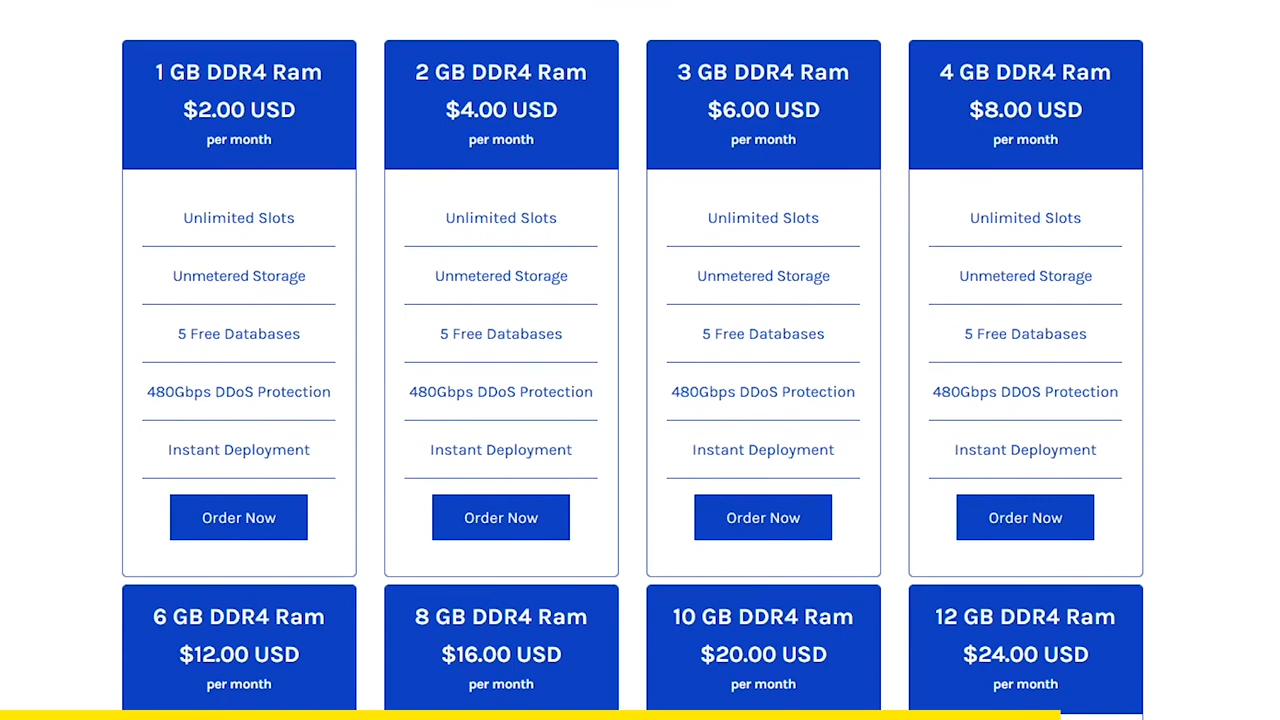 1 GB DDR4 Ram
$2.00 USD
per month
Unlimited Slots
Unmetered Storage
5 Free Databases
480Gbps DDoS Protection
Instant Deployment
Order Now
2 GB DDR4 Ram
$4.00 USD
per month
Unlimited Slots
Unmetered Storage
5 Free Databases
480Gbps DDoS Protection
Instant Deployment
Order Now
3 GB DDR4 Ram
$6.00 USD
per month
Unlimited Slots
Unmetered Storage
5 Free Databases
480Gbps DDoS Protection
Instant Deployment
Order Now
4 GB DDR4 Ram
$8.00 USD
per month
Unlimited Slots
Unmetered Storage
5 Free Databases
480Gbps DDOS Protection
Instant Deployment
Order Now
6 GB DDR4 Ram
$12.00 USD
per month
8 GB DDR4 Ram
$16.00 USD
per month
10 GB DDR4 Ram
$20.00 USD
per month
12 GB DDR4 Ram
$24.00 USD
per month